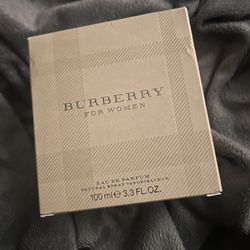 BURBERRY
FOR WOMEN
EAU DE PARFUM
NATURAL SPRAY VAPORISATEUR
100 ml ℮ 3.3 FL.OZ.